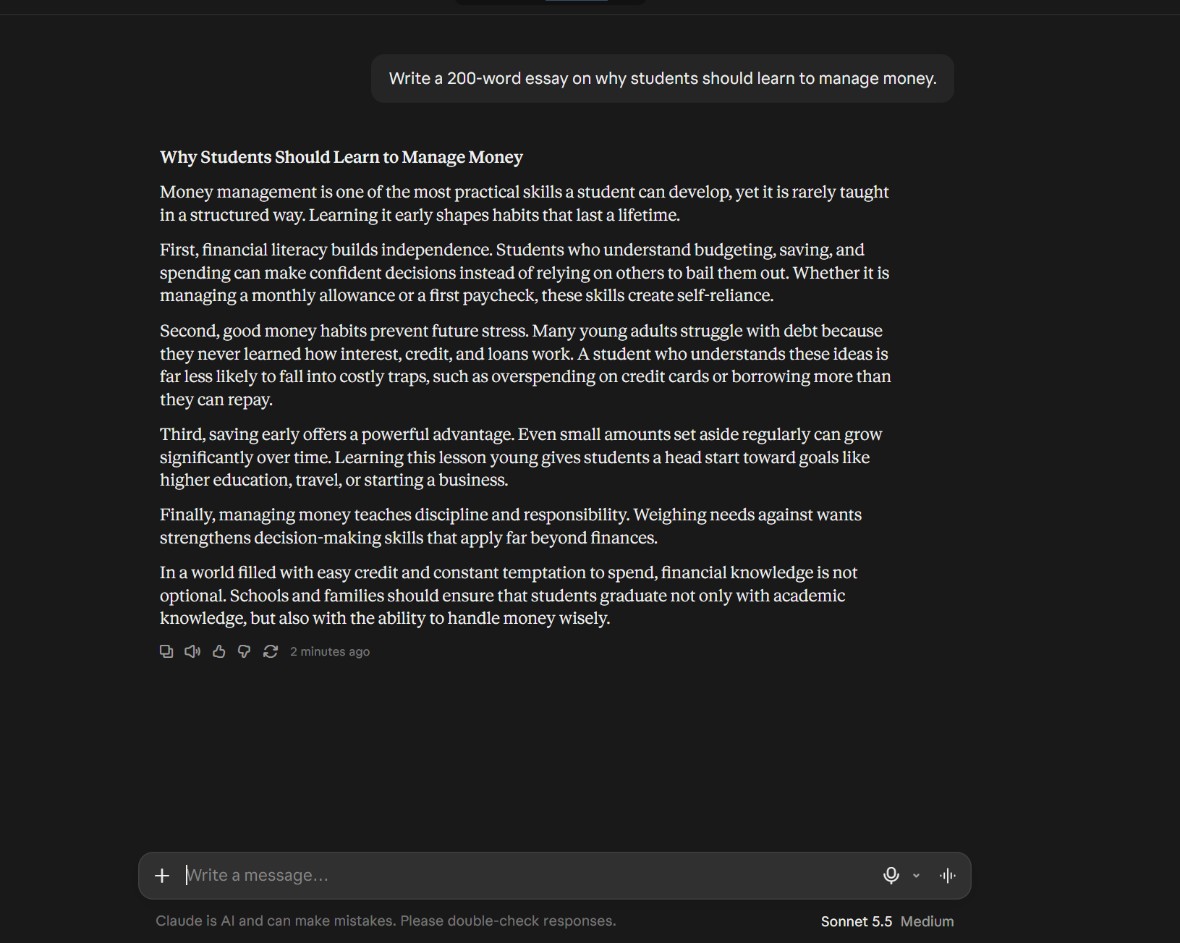 Write a 200-word essay on why students should learn to manage money.
Why Students Should Learn to Manage Money
Money management is one of the most practical skills a student can develop, yet it is rarely taught
in a structured way. Learning it early shapes habits that last a lifetime.
First, financial literacy builds independence. Students who understand budgeting, saving, and
spending can make confident decisions instead of relying on others to bail them out. Whether it is
managing a monthly allowance or a first paycheck, these skills create self-reliance.
Second, good money habits prevent future stress. Many young adults struggle with debt because
they never learned how interest, credit, and loans work. A student who understands these ideas is
far less likely to fall into costly traps, such as overspending on credit cards or borrowing more than
they can repay.
Third, saving early offers a powerful advantage. Even small amounts set aside regularly can grow
significantly over time. Learning this lesson young gives students a head start toward goals like
higher education, travel, or starting a business.
Finally, managing money teaches discipline and responsibility. Weighing needs against wants
strengthens decision-making skills that apply far beyond finances.
In a world filled with easy credit and constant temptation to spend, financial knowledge is not
optional. Schools and families should ensure that students graduate not only with academic
knowledge, but also with the ability to handle money wisely.
2 minutes ago
Write a message...
Claude is AI and can make mistakes. Please double-check responses.
Sonnet 5.5 Medium